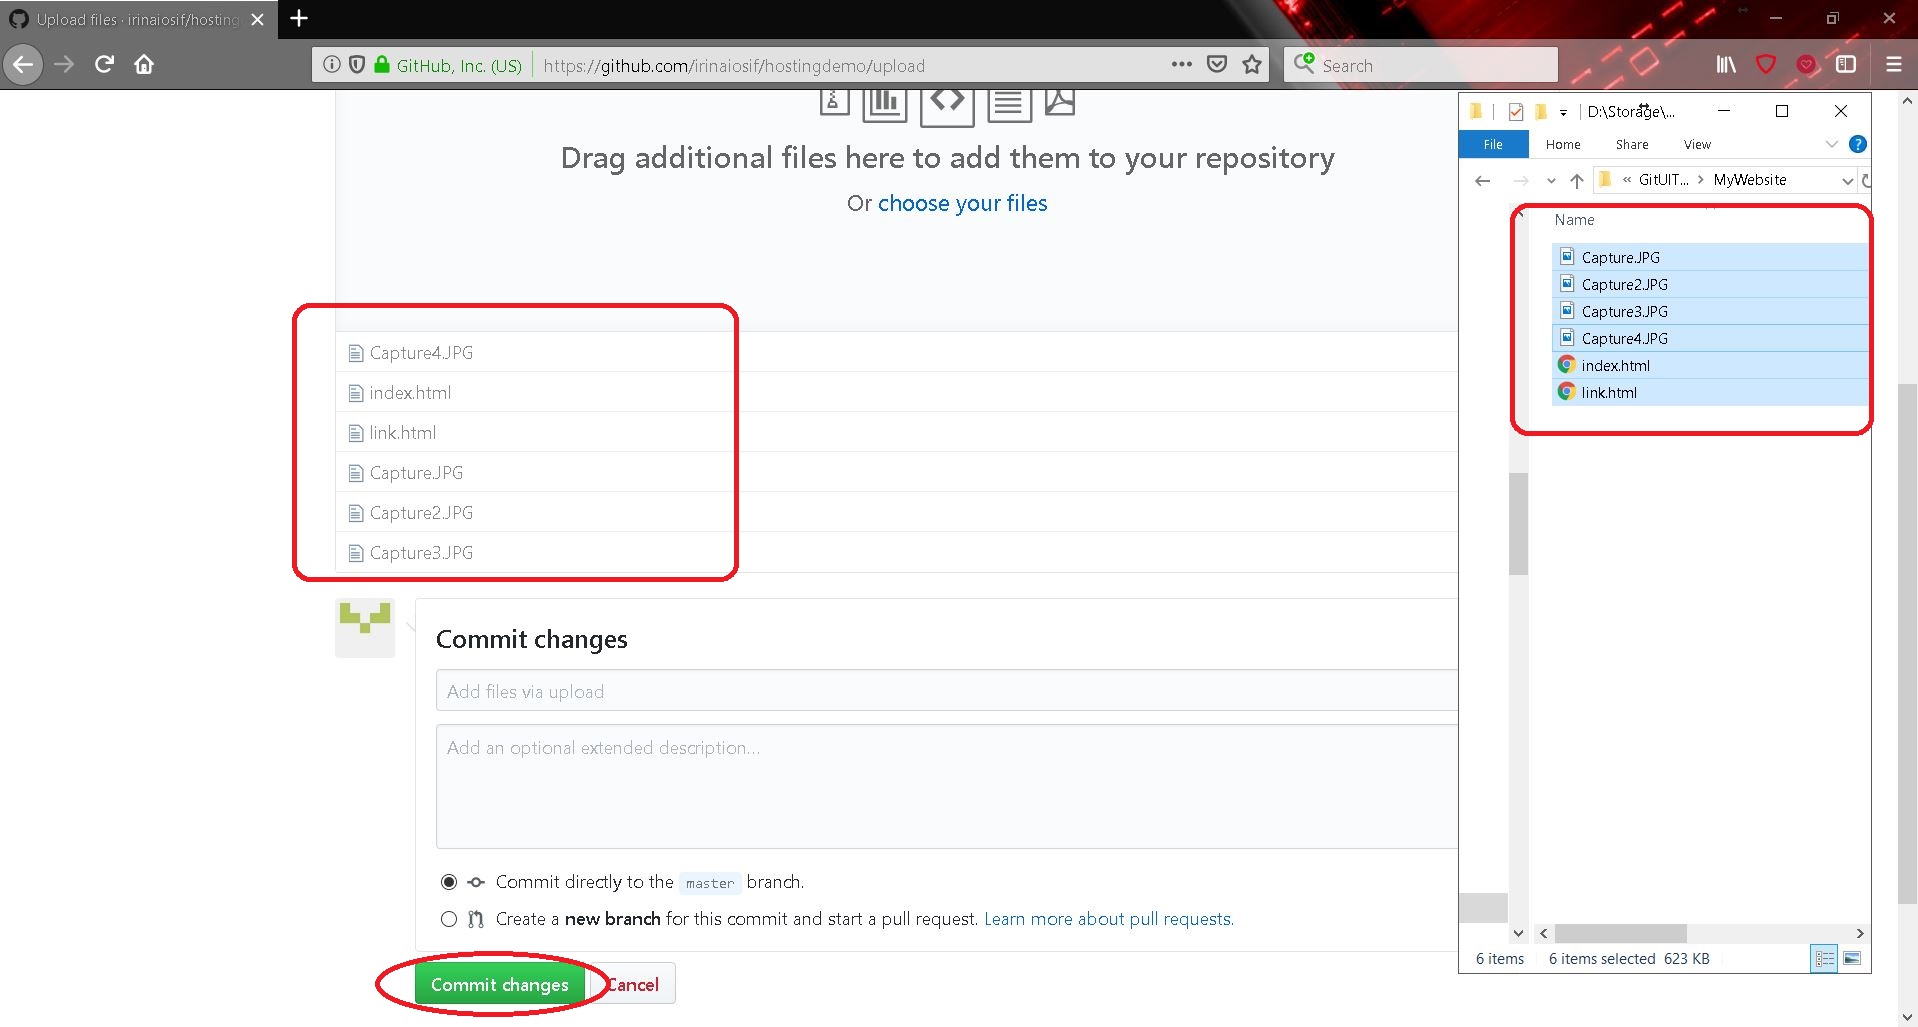 Upload files · irinaiosif/hosting
GitHub, Inc. (US)
https://github.com/irinaiosif/hostingdemo/upload
Search
Drag additional files here to add them to your repository
Or choose your files
Capture4.JPG
index.html
link.html
Capture.JPG
Capture2.JPG
Capture3.JPG
Commit changes
Add files via upload
Add an optional extended description...
Commit directly to the master branch.
Create a new branch for this commit and start a pull request. Learn more about pull requests.
Commit changes
Cancel
D:\Storage\...
File Home Share View
« GitUIT... > MyWebsite
Name
Capture.JPG
Capture2.JPG
Capture3.JPG
Capture4.JPG
index.html
link.html
6 items 6 items selected 623 KB